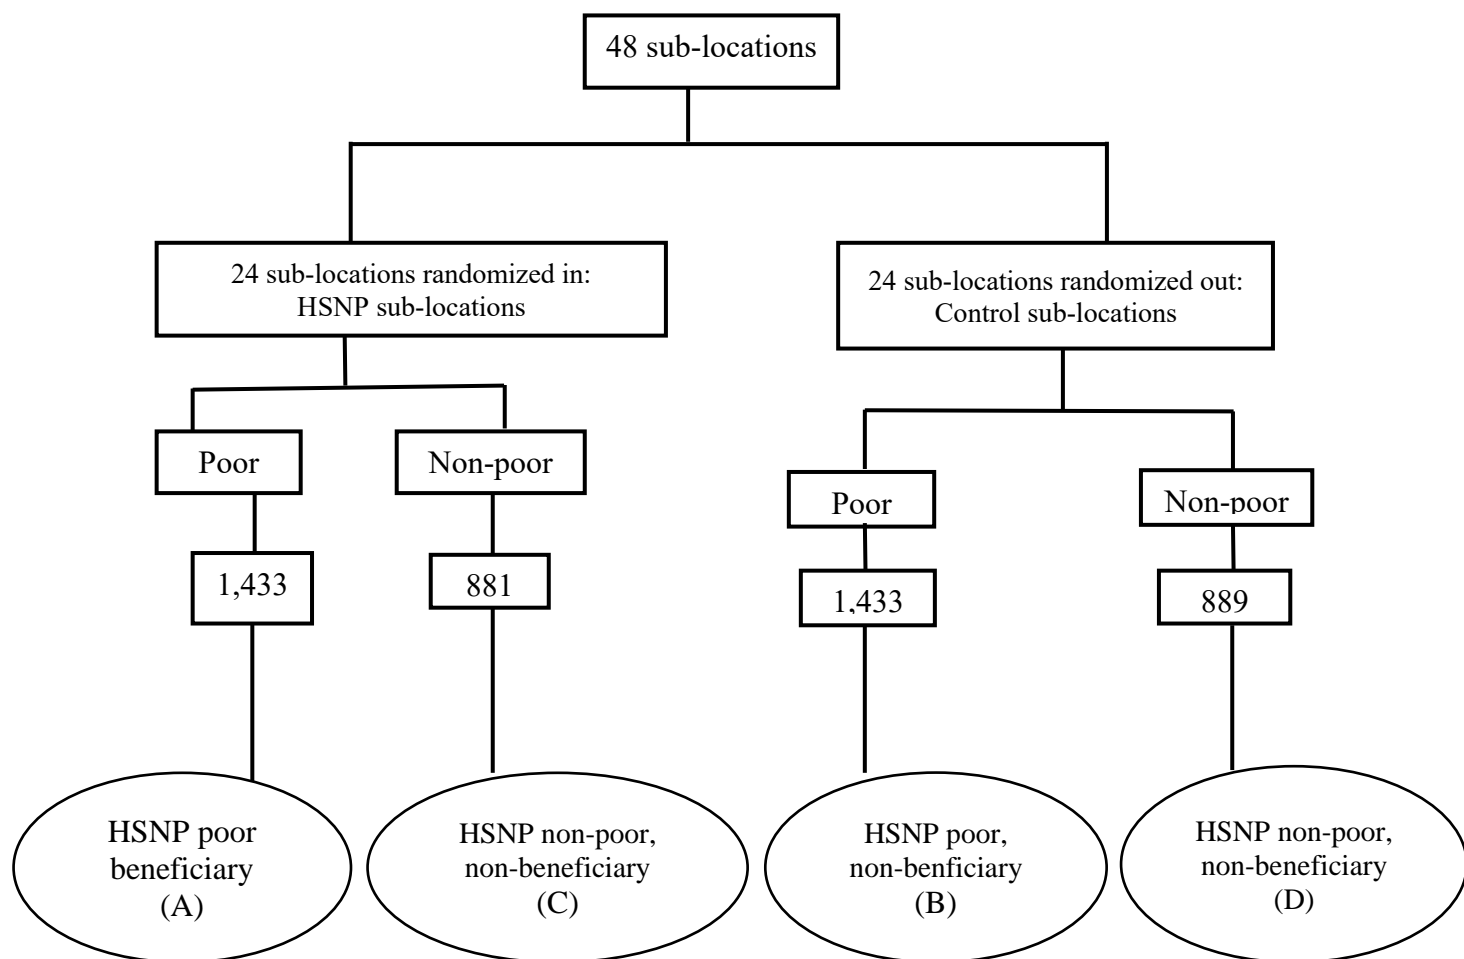 48 sub-locations
24 sub-locations randomized in:
HSNP sub-locations
24 sub-locations randomized out:
Control sub-locations
Poor
Non-poor
Poor
Non-poor
1,433
881
1,433
889
HSNP poor
beneficiary
(A)
HSNP non-poor,
non-beneficiary
(C)
HSNP poor,
non-benficiary
(B)
HSNP non-poor,
non-beneficiary
(D)